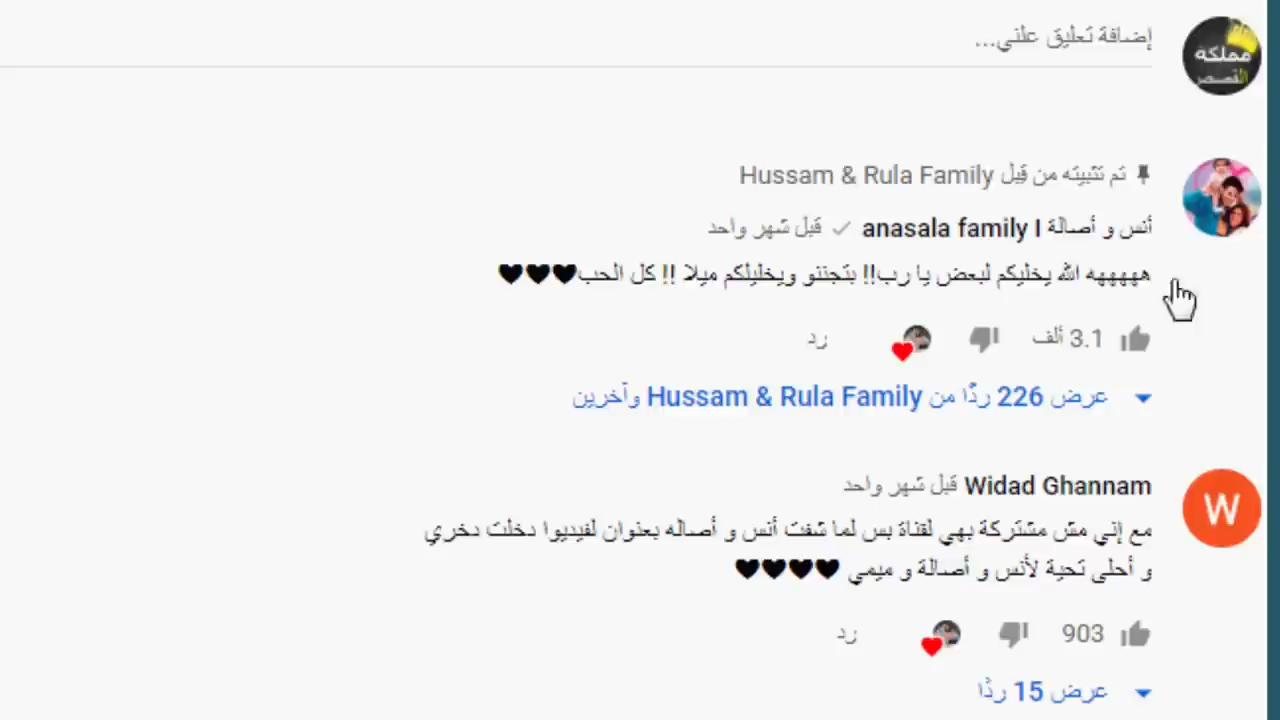 إضافة تعليق علني...
مملكة
القصص
تم تثبيته من قبل Hussam & Rula Family
أنس و أصالة anasala family I قبل شهر واحد
هههههه الله يخليكم لبعض يا رب!! بتجننو ويخليلكم ميلا !! كل الحب🖤🖤🖤
3.1 ألف
رد
عرض 226 ردًا من Hussam & Rula Family وآخرين
W
Widad Ghannam قبل شهر واحد
مع إني مش مشتركة بهي لقناة بس لما شفت أنس و أصاله بعنوان لفيديوا دخلت دخري
و أحلى تحية لأنس و أصالة و ميمي 🖤🖤🖤🖤
903
رد
عرض 15 ردًا